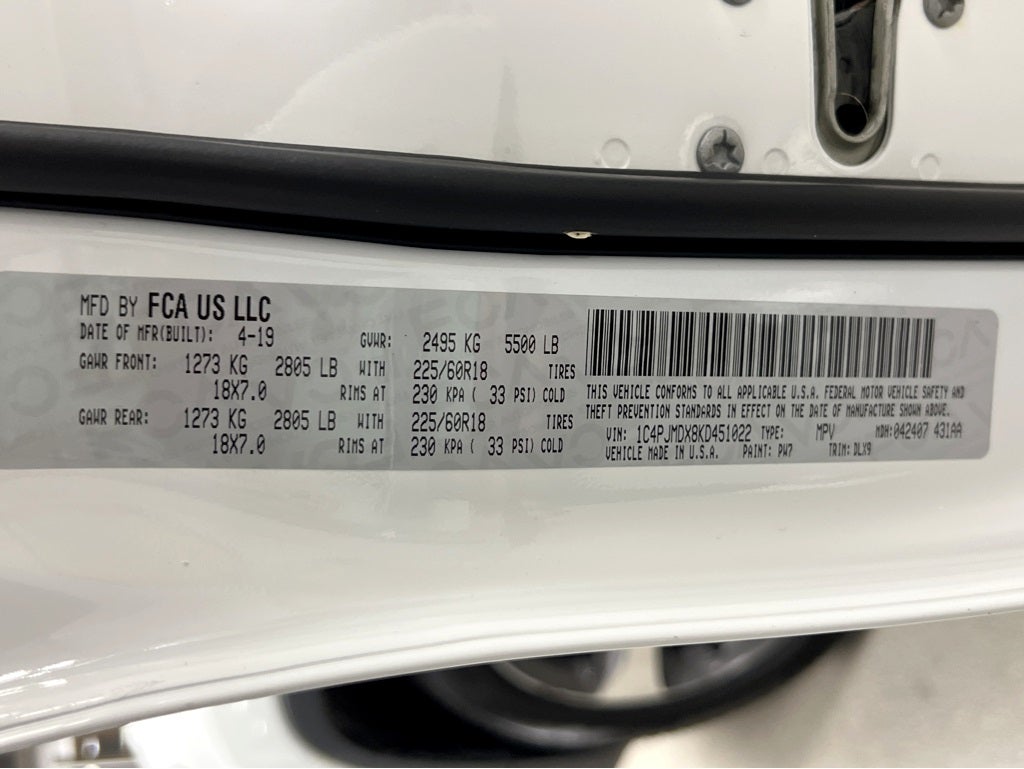 MFD BY FCA US LLC
DATE OF MFR(BUILT): 4-19 GVWR: 2495 KG 5500 LB
GAWR FRONT: 1273 KG 2805 LB WITH 225/60R18 TIRES
18X7.0 RIMS AT 230 KPA ( 33 PSI) COLD
GAWR REAR: 1273 KG 2805 LB WITH 225/60R18 TIRES
18X7.0 RIMS AT 230 KPA ( 33 PSI) COLD
THIS VEHICLE CONFORMS TO ALL APPLICABLE U.S.A. FEDERAL MOTOR VEHICLE SAFETY AND
THEFT PREVENTION STANDARDS IN EFFECT ON THE DATE OF MANUFACTURE SHOWN ABOVE.
VIN: 1C4PJMDX8KD451022 TYPE: MPV MDH: 042407 431AA
VEHICLE MADE IN U.S.A. PAINT: PW7 TRIM: DLX9